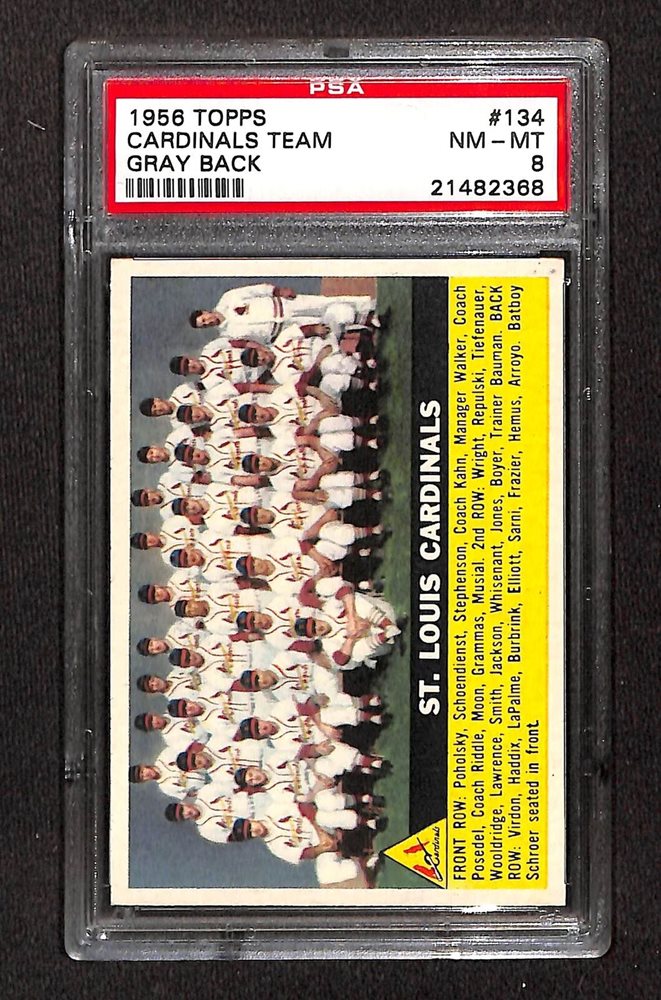 PSA
1956 TOPPS #134
CARDINALS TEAM NM - MT
GRAY BACK 8
21482368
ST. LOUIS CARDINALS
Cardinals
FRONT ROW: Poholsky, Schoendienst, Stephenson, Coach Kahn, Manager Walker, Coach
Posedel, Coach Riddle, Moon, Grammas, Musial. 2nd ROW: Wright, Repulski, Tiefenauer,
Wooldridge, Lawrence, Smith, Jackson, Whisenant, Jones, Boyer, Trainer Bauman. BACK
ROW: Virdon, Haddix, LaPalme, Burbrink, Elliott, Sarni, Frazier, Hemus, Arroyo. Batboy
Schroer seated in front.